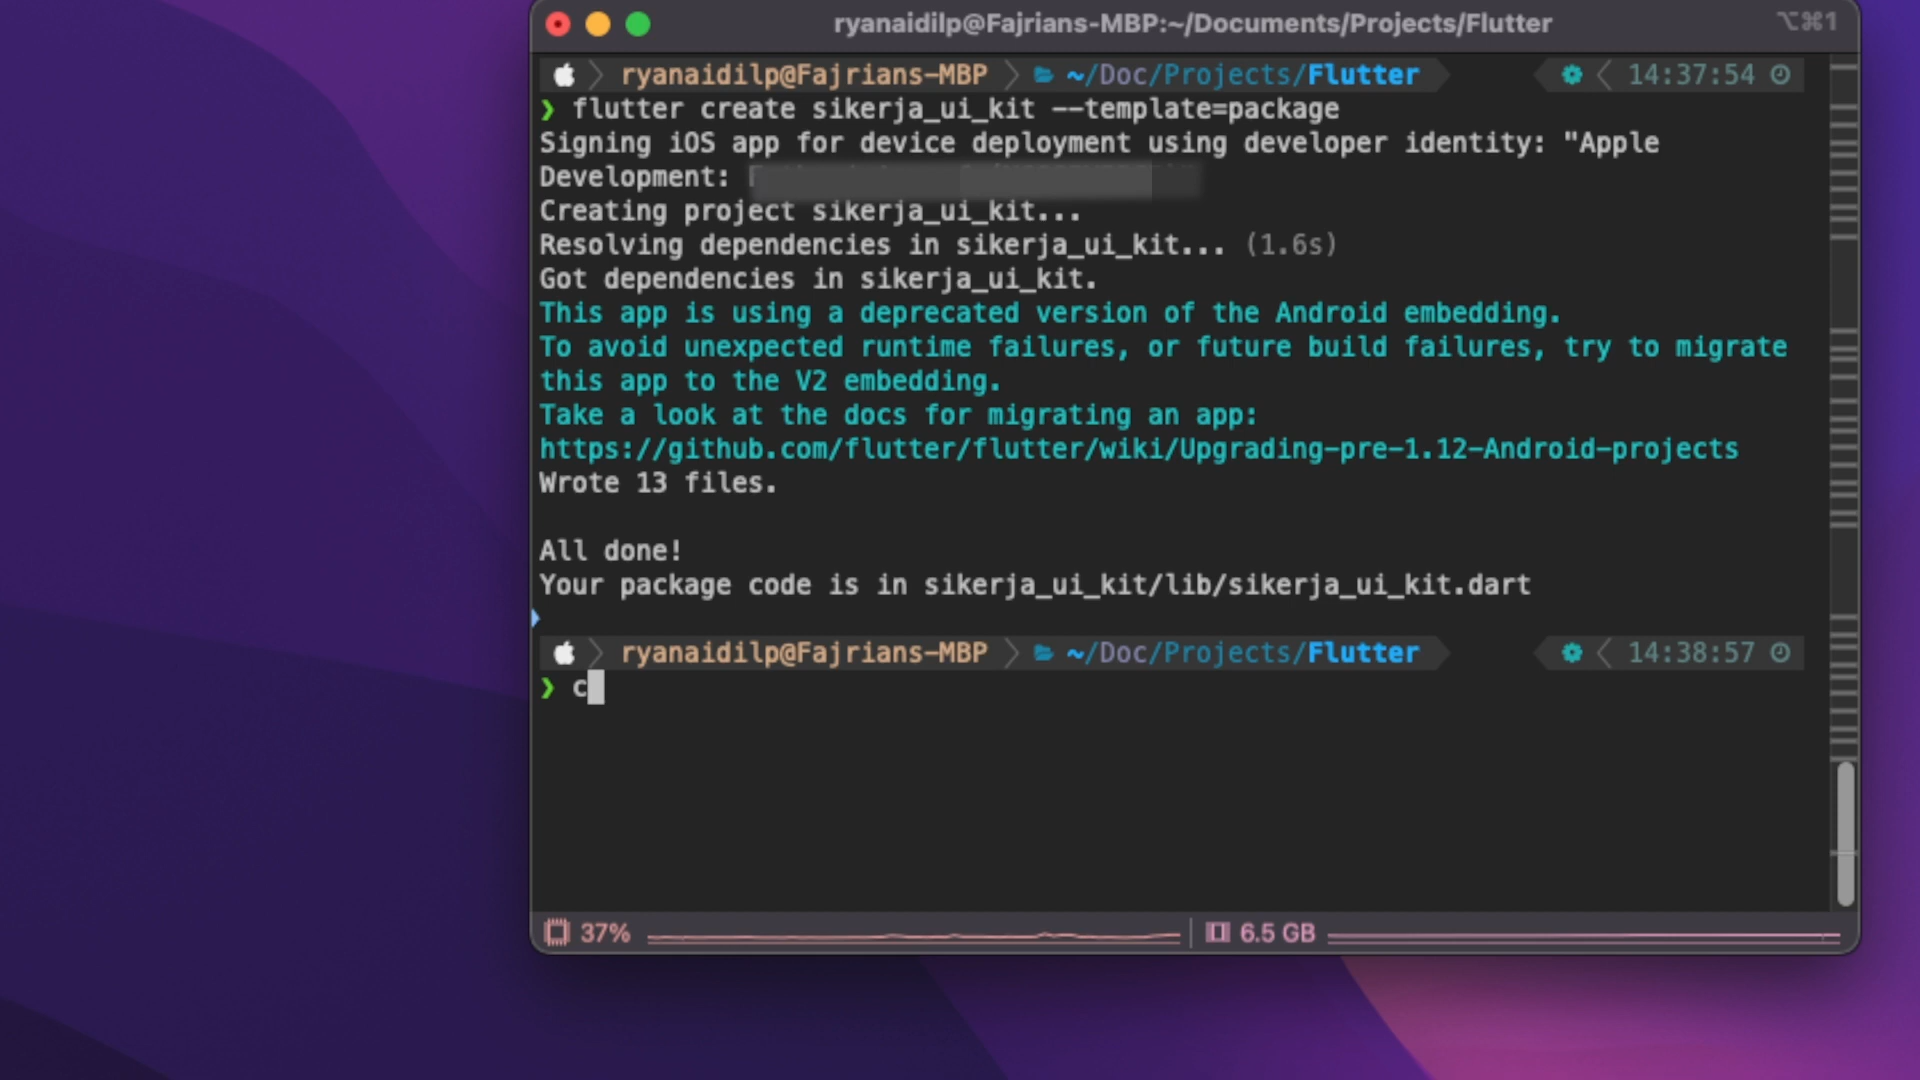 ryanaidilp@Fajrians-MBP:~/Documents/Projects/Flutter ⌥⌘1
ryanaidilp@Fajrians-MBP ~/Doc/Projects/Flutter 14:37:54
❯ flutter create sikerja_ui_kit --template=package
Signing iOS app for device deployment using developer identity: "Apple
Development:
Creating project sikerja_ui_kit...
Resolving dependencies in sikerja_ui_kit... (1.6s)
Got dependencies in sikerja_ui_kit.
This app is using a deprecated version of the Android embedding.
To avoid unexpected runtime failures, or future build failures, try to migrate
this app to the V2 embedding.
Take a look at the docs for migrating an app:
https://github.com/flutter/flutter/wiki/Upgrading-pre-1.12-Android-projects
Wrote 13 files.
All done!
Your package code is in sikerja_ui_kit/lib/sikerja_ui_kit.dart
ryanaidilp@Fajrians-MBP ~/Doc/Projects/Flutter 14:38:57
❯ c
37% 6.5 GB